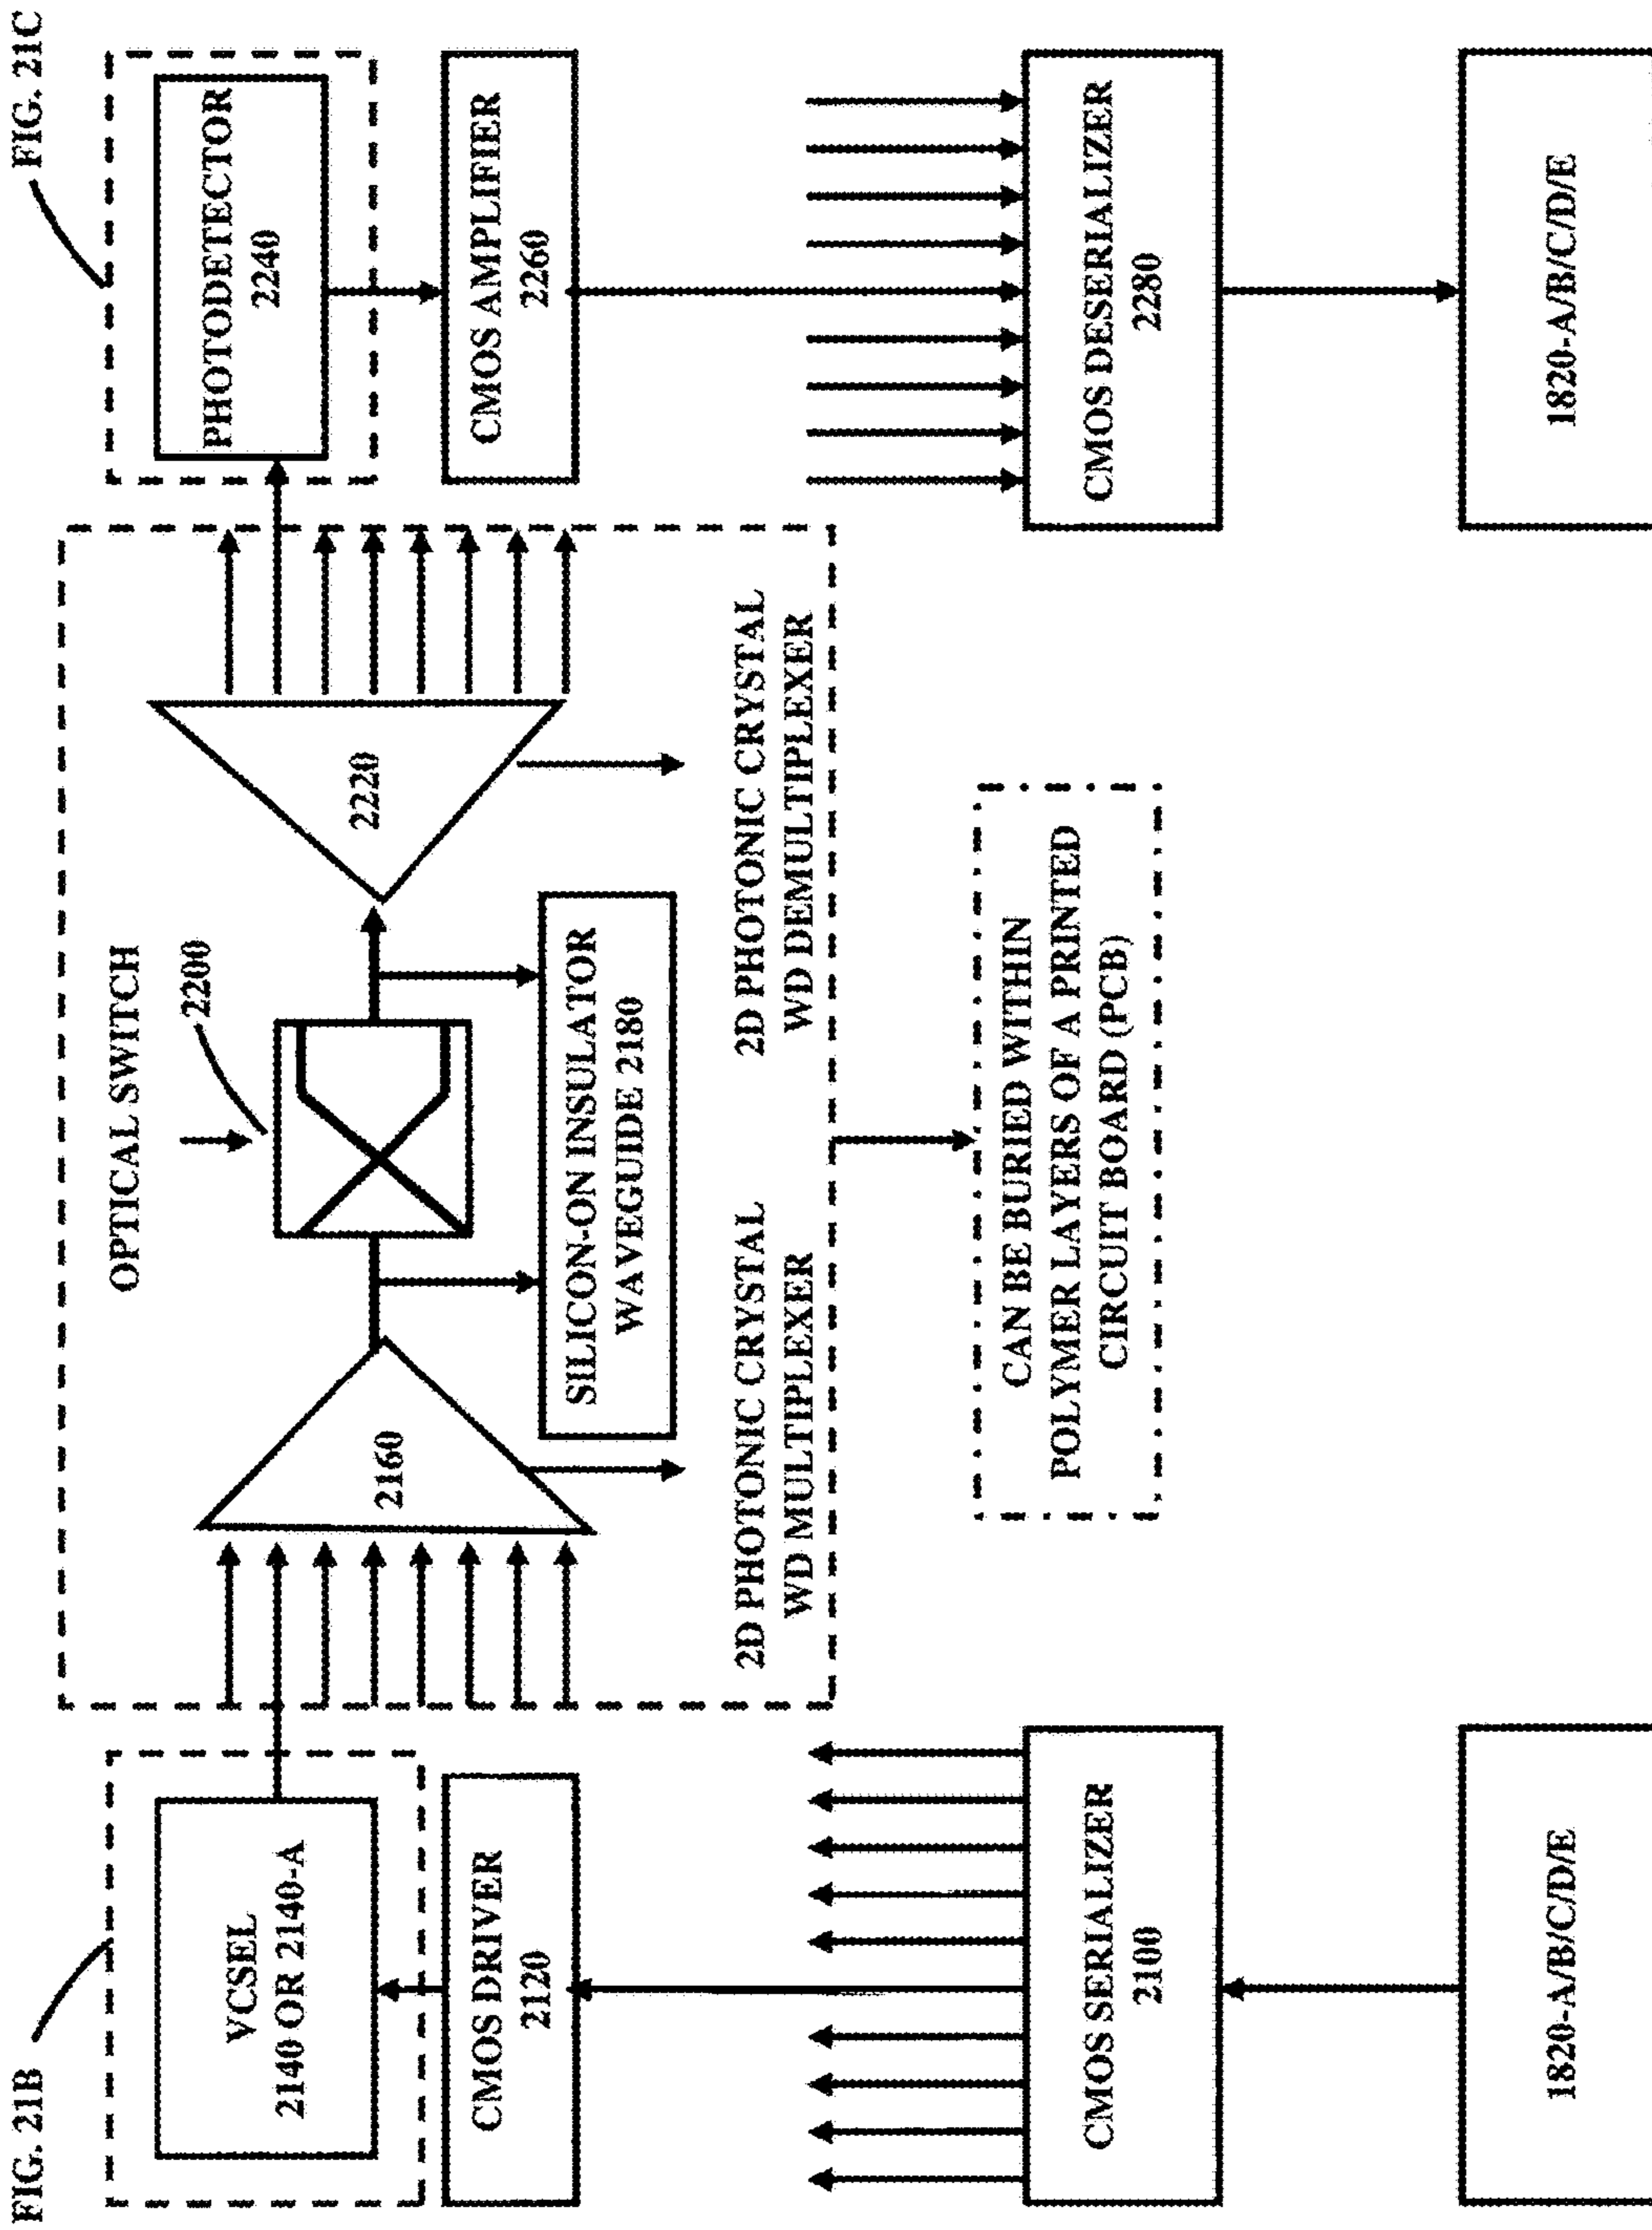 FIG. 21B
FIG. 21C
VCSEL
2140 OR 2140-A
CMOS DRIVER
2120
CMOS SERIALIZER
2100
1820-A/B/C/D/E
OPTICAL SWITCH
2200
2160
2220
SILICON-ON INSULATOR
WAVEGUIDE 2180
2D PHOTONIC CRYSTAL
WD MULTIPLEXER
2D PHOTONIC CRYSTAL
WD DEMULTIPLEXER
CAN BE BURIED WITHIN
POLYMER LAYERS OF A PRINTED
CIRCUIT BOARD (PCB)
PHOTODETECTOR
2240
CMOS AMPLIFIER
2260
CMOS DESERIALIZER
2280
1820-A/B/C/D/E